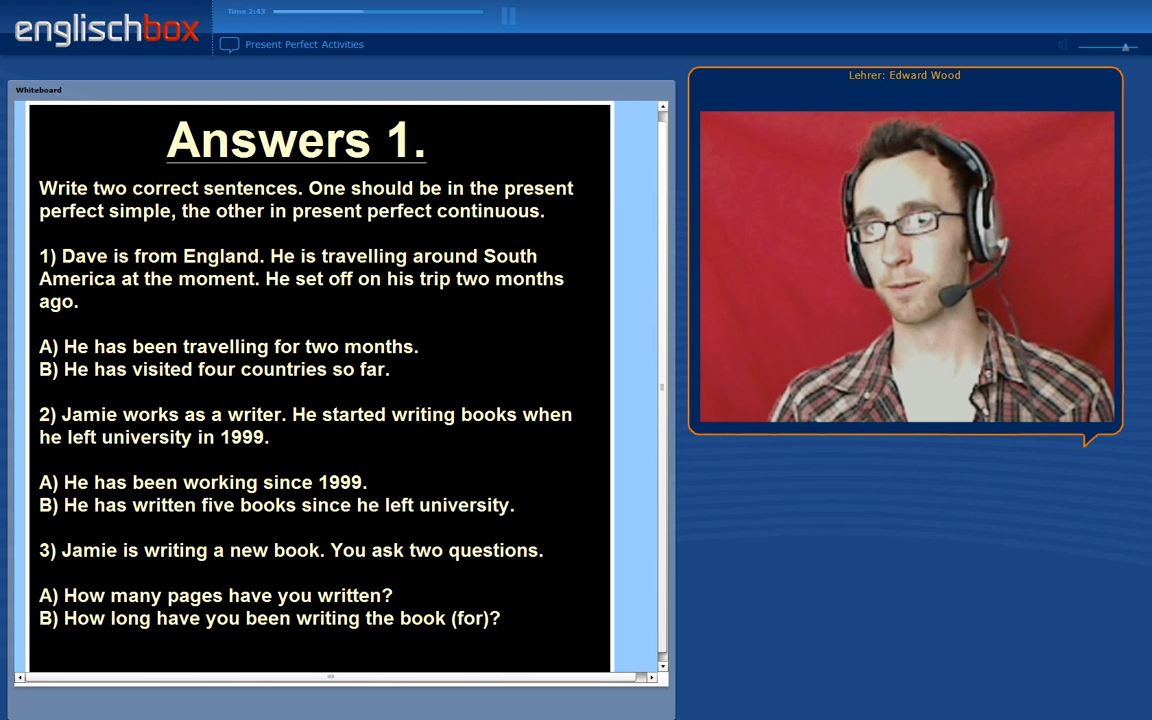 englischbox
Time 2:43
Present Perfect Activities
Whiteboard
Answers 1.
Write two correct sentences. One should be in the present
perfect simple, the other in present perfect continuous.
1) Dave is from England. He is travelling around South
America at the moment. He set off on his trip two months
ago.
A) He has been travelling for two months.
B) He has visited four countries so far.
2) Jamie works as a writer. He started writing books when
he left university in 1999.
A) He has been working since 1999.
B) He has written five books since he left university.
3) Jamie is writing a new book. You ask two questions.
A) How many pages have you written?
B) How long have you been writing the book (for)?
Lehrer: Edward Wood